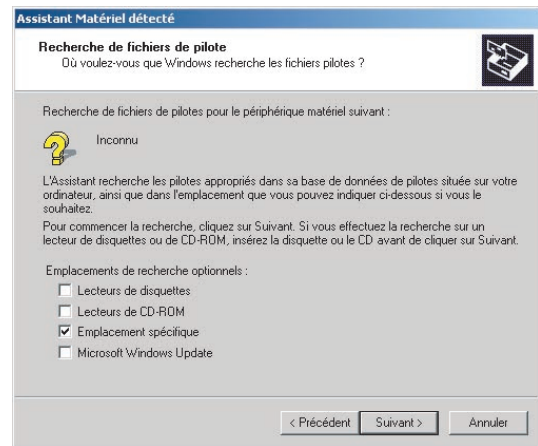 Assistant Matériel détecté
Recherche de fichiers de pilote
Où voulez-vous que Windows recherche les fichiers pilotes ?
Recherche de fichiers de pilotes pour le périphérique matériel suivant :
Inconnu
L'Assistant recherche les pilotes appropriés dans sa base de données de pilotes située sur votre
ordinateur, ainsi que dans l'emplacement que vous pouvez indiquer ci-dessous si vous le
souhaitez.
Pour commencer la recherche, cliquez sur Suivant. Si vous effectuez la recherche sur un
lecteur de disquettes ou de CD-ROM, insérez la disquette ou le CD avant de cliquer sur Suivant.
Emplacements de recherche optionnels :
Lecteurs de disquettes
Lecteurs de CD-ROM
Emplacement spécifique
Microsoft Windows Update
< Précédent Suivant > Annuler